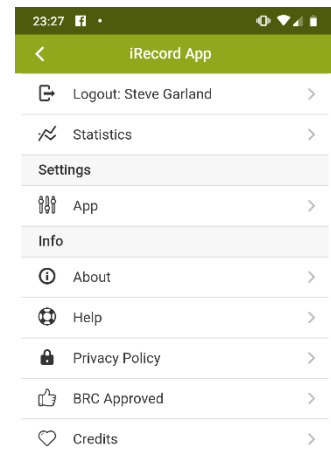 23:27
iRecord App
Logout: Steve Garland
Statistics
Settings
App
Info
About
Help
Privacy Policy
BRC Approved
Credits